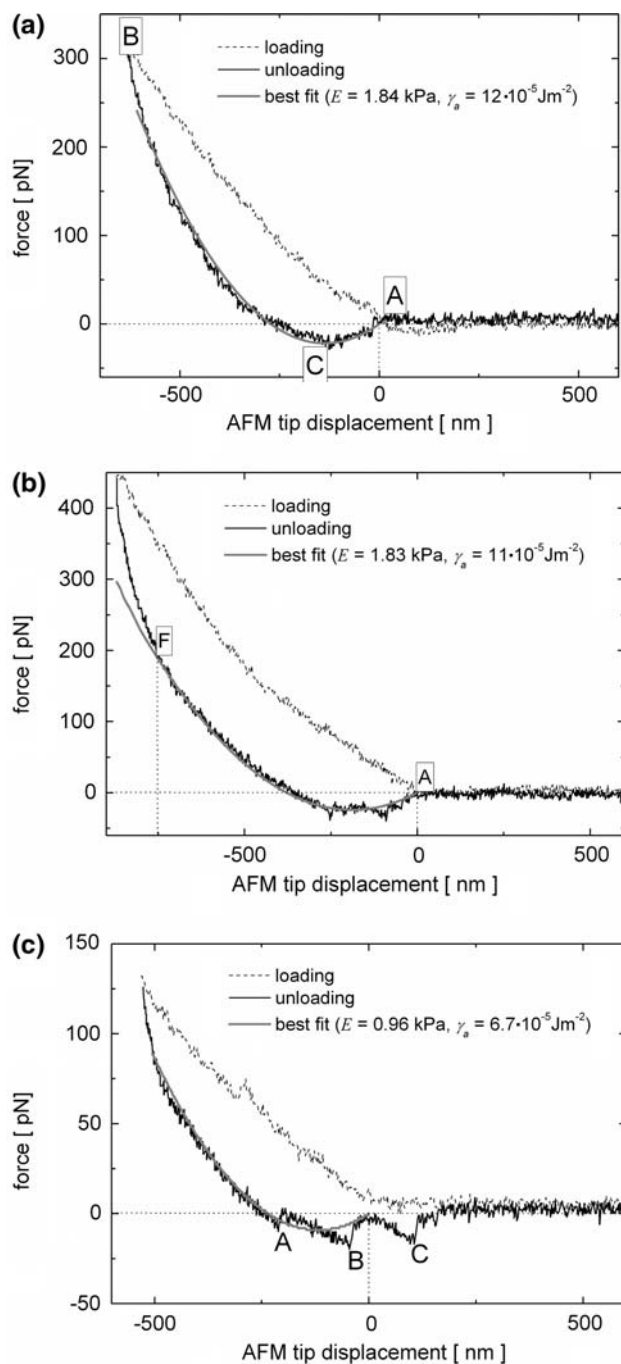 (a)
B
300
200
100
0
loading
unloading
best fit (E = 1.84 kPa, γa = 12·10-5Jm-2)
A
C
force [ pN]
-500
0
500
AFM tip displacement [ nm ]
(b)
400
300
200
100
0
loading
unloading
best fit (E = 1.83 kPa, γa = 11·10-5Jm-2)
F
A
force [ pN]
-500
0
500
AFM tip displacement [ nm ]
(c)
150
100
50
0
-50
loading
unloading
best fit (E = 0.96 kPa, γa = 6.7·10-5Jm-2)
A
B
C
force [ pN]
-500
0
500
AFM tip displacement [ nm ]